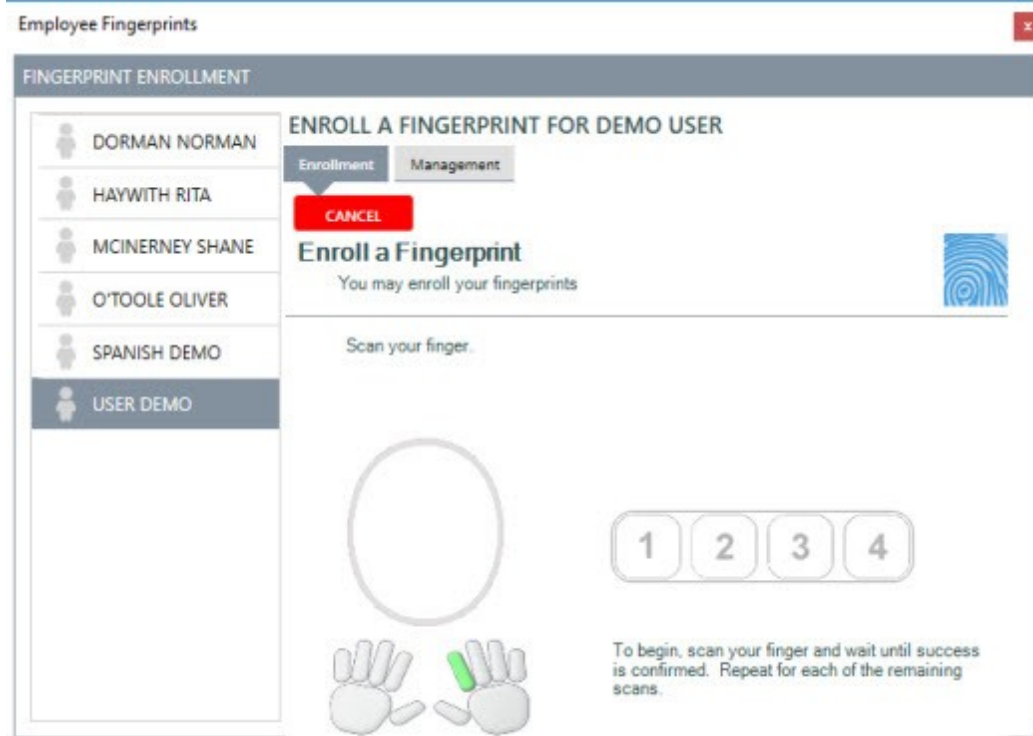 Employee Fingerprints
x
FINGERPRINT ENROLLMENT
DORMAN NORMAN
HAYWITH RITA
MCINERNEY SHANE
O'TOOLE OLIVER
SPANISH DEMO
USER DEMO
ENROLL A FINGERPRINT FOR DEMO USER
Enrollment Management
CANCEL
Enroll a Fingerprint
You may enroll your fingerprints
Scan your finger.
1 2 3 4
To begin, scan your finger and wait until success
is confirmed. Repeat for each of the remaining
scans.